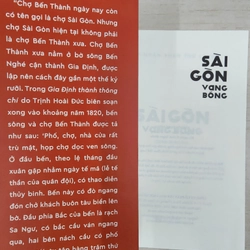 "Chợ Bến Thành ngày nay còn
có tên gọi là chợ Sài Gòn. Nhưng
chợ Sài Gòn hiện tại không phải
là chợ Bến Thành xưa. Chợ Bến
Thành xưa nằm ở bờ sông Bến
Nghé cận thành Gia Định, được
lập nên cách đây gần một thế kỷ
rưỡi. Trong Gia Định thành thông
chí do Trịnh Hoài Đức biên soạn
xong vào khoảng năm 1820, bến
sông và chợ Bến Thành được tả
như sau: "Phố, chợ, nhà cửa rất
trù mật, họp chợ dọc ven sông.
Ở đầu bến, theo lệ tháng đầu
xuân gặp nhằm ngày tế mã (lễ tế
thần của quân đội), có thao diễn
thủy binh. Bến này có đò ngang
đón chở khách buôn tàu biển lên
bờ. Đầu phía Bắc của bến là rạch
Sa Ngư, có bắc cầu ván ngang
qua, hai bên nách cầu có phố
SÀI
GÒN
VANG
BÓNG